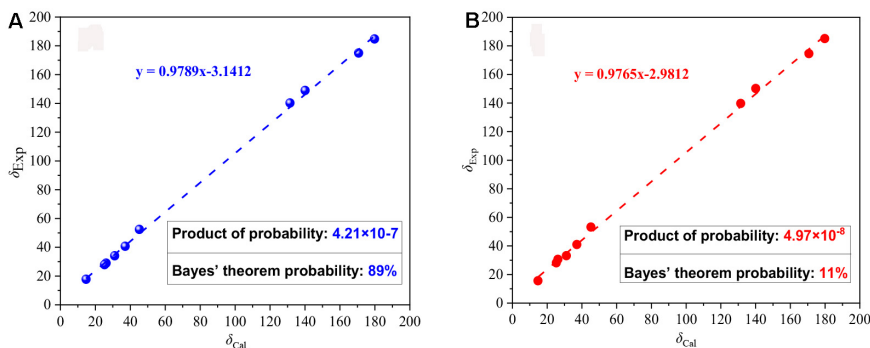 A
B
y = 0.9789x-3.1412
y = 0.9765x-2.9812
δExp
200
180
160
140
120
100
80
60
40
20
0
Product of probability: 4.21×10-7
Bayes' theorem probability: 89%
0 20 40 60 80 100 120 140 160 180 200
δCal
δExp
200
180
160
140
120
100
80
60
40
20
0
Product of probability: 4.97×10⁻⁸
Bayes' theorem probability: 11%
0 20 40 60 80 100 120 140 160 180 200
δCal